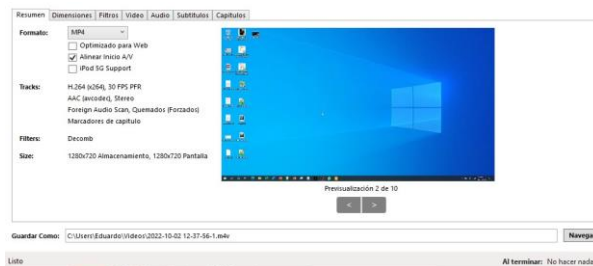 Resumen Dimensiones Filtros Video Audio Subtítulos Capítulos
Formato: MP4
Optimizado para Web
Alinear Inicio A/V
iPod 5G Support
Tracks: H.264 (x264), 30 FPS PFR
AAC (avcodec), Stereo
Foreign Audio Scan, Quemados (Forzados)
Marcadores de capítulo
Filters: Decomb
Size: 1280x720 Almacenamiento, 1280x720 Pantalla
Previsualización 2 de 10
< >
Guardar Como: C:\Users\Eduardo\Videos\2022-10-02 12-37-56-1.m4v Navega
Listo Al terminar: No hacer nada